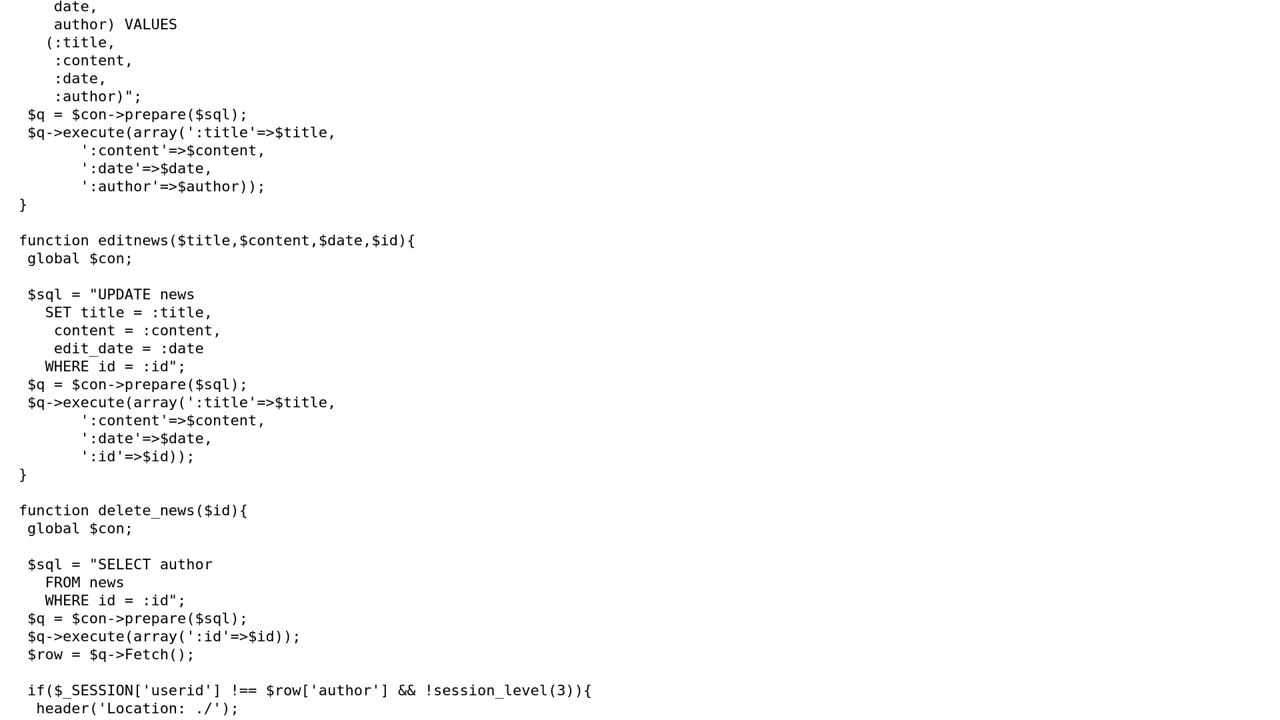 date,
author) VALUES
(:title,
:content,
:date,
:author)";
$q = $con->prepare($sql);
$q->execute(array(':title'=>$title,
':content'=>$content,
':date'=>$date,
':author'=>$author));
}
function editnews($title,$content,$date,$id){
global $con;
$sql = "UPDATE news
SET title = :title,
content = :content,
edit_date = :date
WHERE id = :id";
$q = $con->prepare($sql);
$q->execute(array(':title'=>$title,
':content'=>$content,
':date'=>$date,
':id'=>$id));
}
function delete_news($id){
global $con;
$sql = "SELECT author
FROM news
WHERE id = :id";
$q = $con->prepare($sql);
$q->execute(array(':id'=>$id));
$row = $q->Fetch();
if($_SESSION['userid'] !== $row['author'] && !session_level(3)){
header('Location: ./');